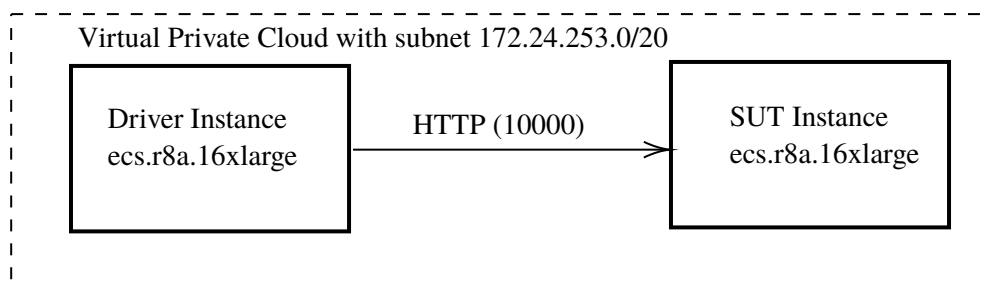 Virtual Private Cloud with subnet 172.24.253.0/20
Driver Instance
ecs.r8a.16xlarge
HTTP (10000)
SUT Instance
ecs.r8a.16xlarge